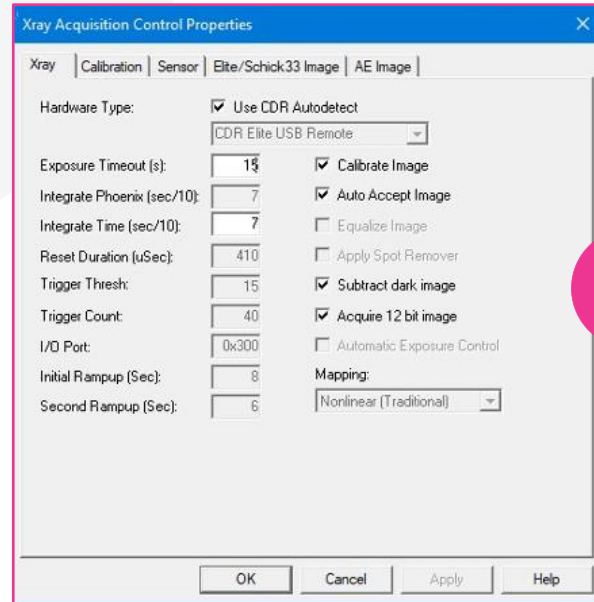 Xray Acquisition Control Properties
Xray Calibration Sensor Elite/Schick33 Image AE Image
Hardware Type: Use CDR Autodetect
CDR Elite USB Remote
Exposure Timeout (s): 15 Calibrate Image
Integrate Phoenix (sec/10): 7 Auto Accept Image
Integrate Time (sec/10): 7 Equalize Image
Reset Duration (uSec): 410 Apply Spot Remover
Trigger Thresh: 15 Subtract dark image
Trigger Count: 40 Acquire 12 bit image
I/O Port: 0x300 Automatic Exposure Control
Initial Rampup (Sec): 8 Mapping:
Second Rampup (Sec): 6 Nonlinear (Traditional)
OK Cancel Apply Help